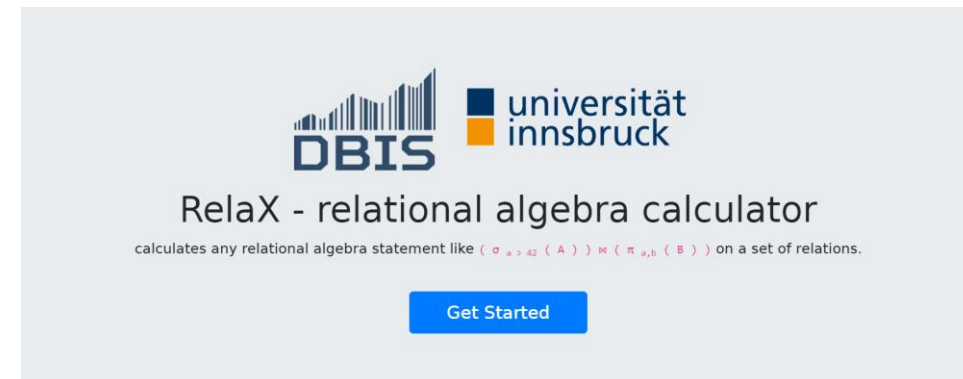 DBIS
universität
innsbruck
RelaX - relational algebra calculator
calculates any relational algebra statement like ( σ a > 42 ( A ) ) ⨝ ( π a,b ( B ) ) on a set of relations.
Get Started